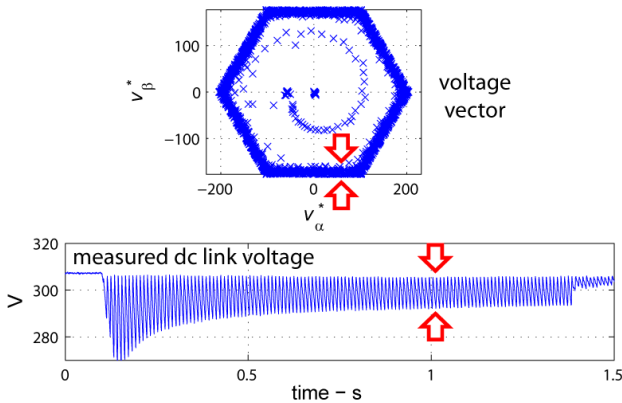 100
0
−100
v*β
−200
0
200
v*α
voltage
vector
measured dc link voltage
320
300
280
V
0
0.5
1
1.5
time − s